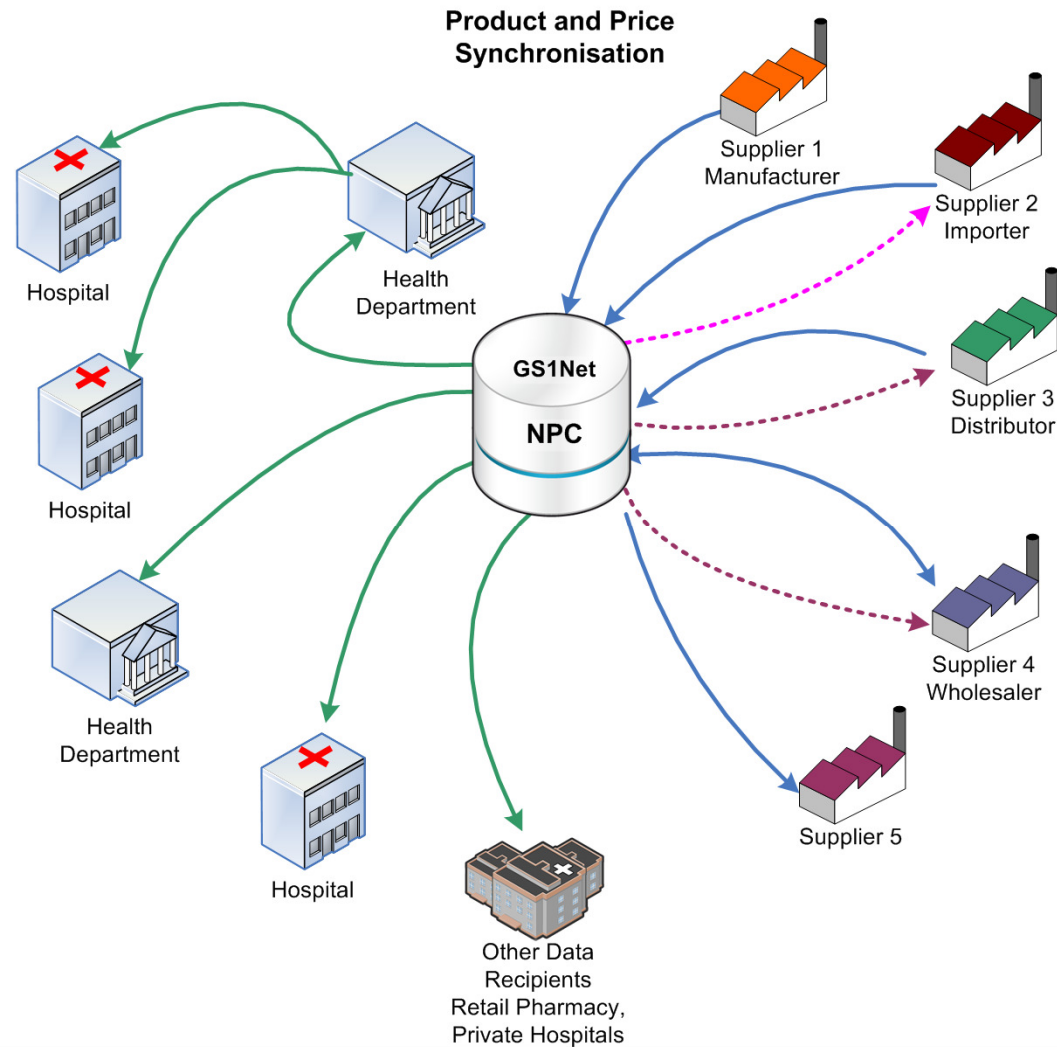 Product and Price
Synchronisation
Supplier 1
Manufacturer
Supplier 2
Importer
Hospital
Health
Department
GS1Net
NPC
Supplier 3
Distributor
Hospital
Supplier 4
Wholesaler
Health
Department
Supplier 5
Hospital
Other Data
Recipients
Retail Pharmacy,
Private Hospitals